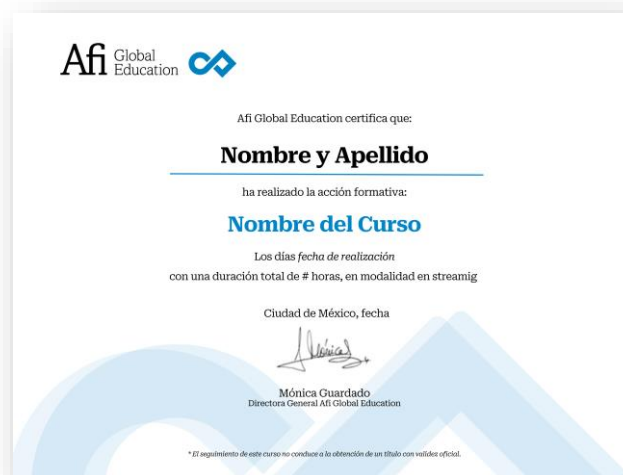 Afi Global
Education
Afi Global Education certifica que:
Nombre y Apellido
ha realizado la acción formativa:
Nombre del Curso
Los días fecha de realización
con una duración total de # horas, en modalidad en streamig
Ciudad de México, fecha
Mónica Guardado
Directora General Afi Global Education
* El seguimiento de este curso no conduce a la obtención de un título con validez oficial.